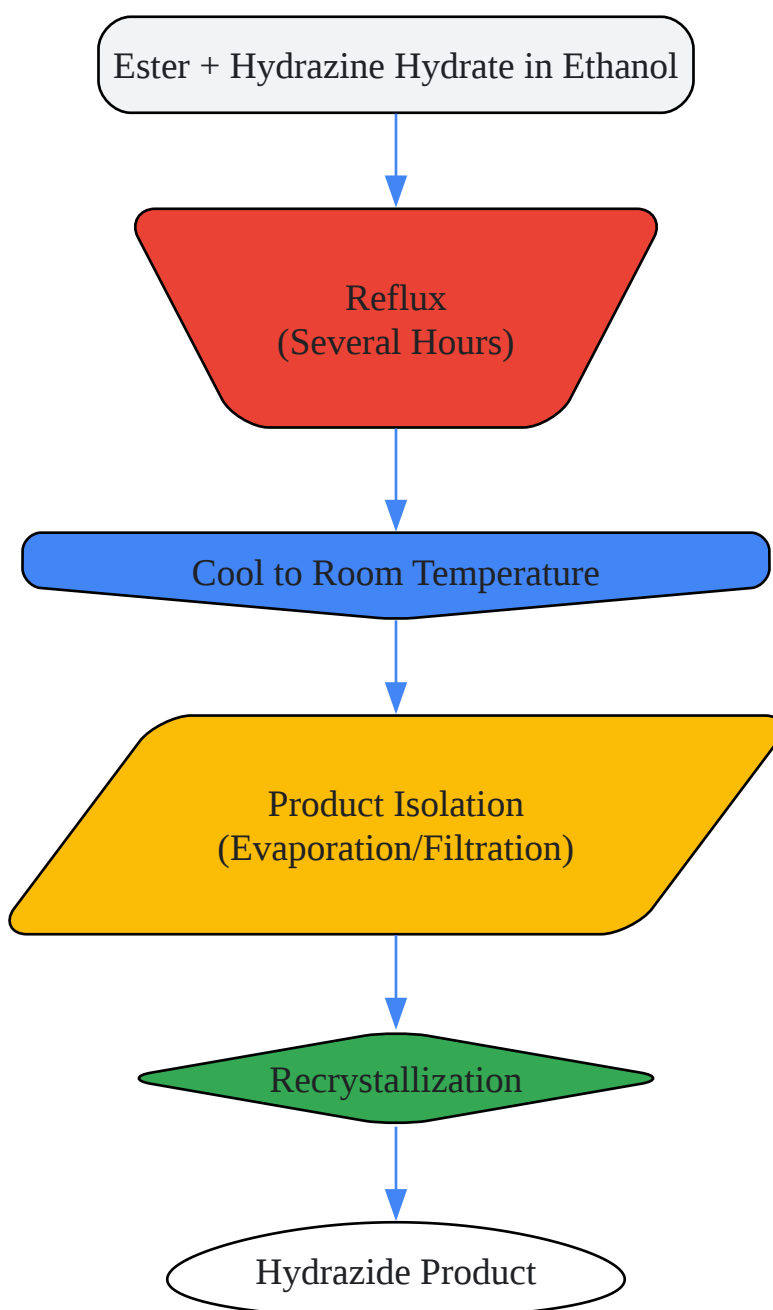 Ester + Hydrazine Hydrate in Ethanol
Reflux
(Several Hours)
Cool to Room Temperature
Product Isolation
(Evaporation/Filtration)
Recrystallization
Hydrazide Product